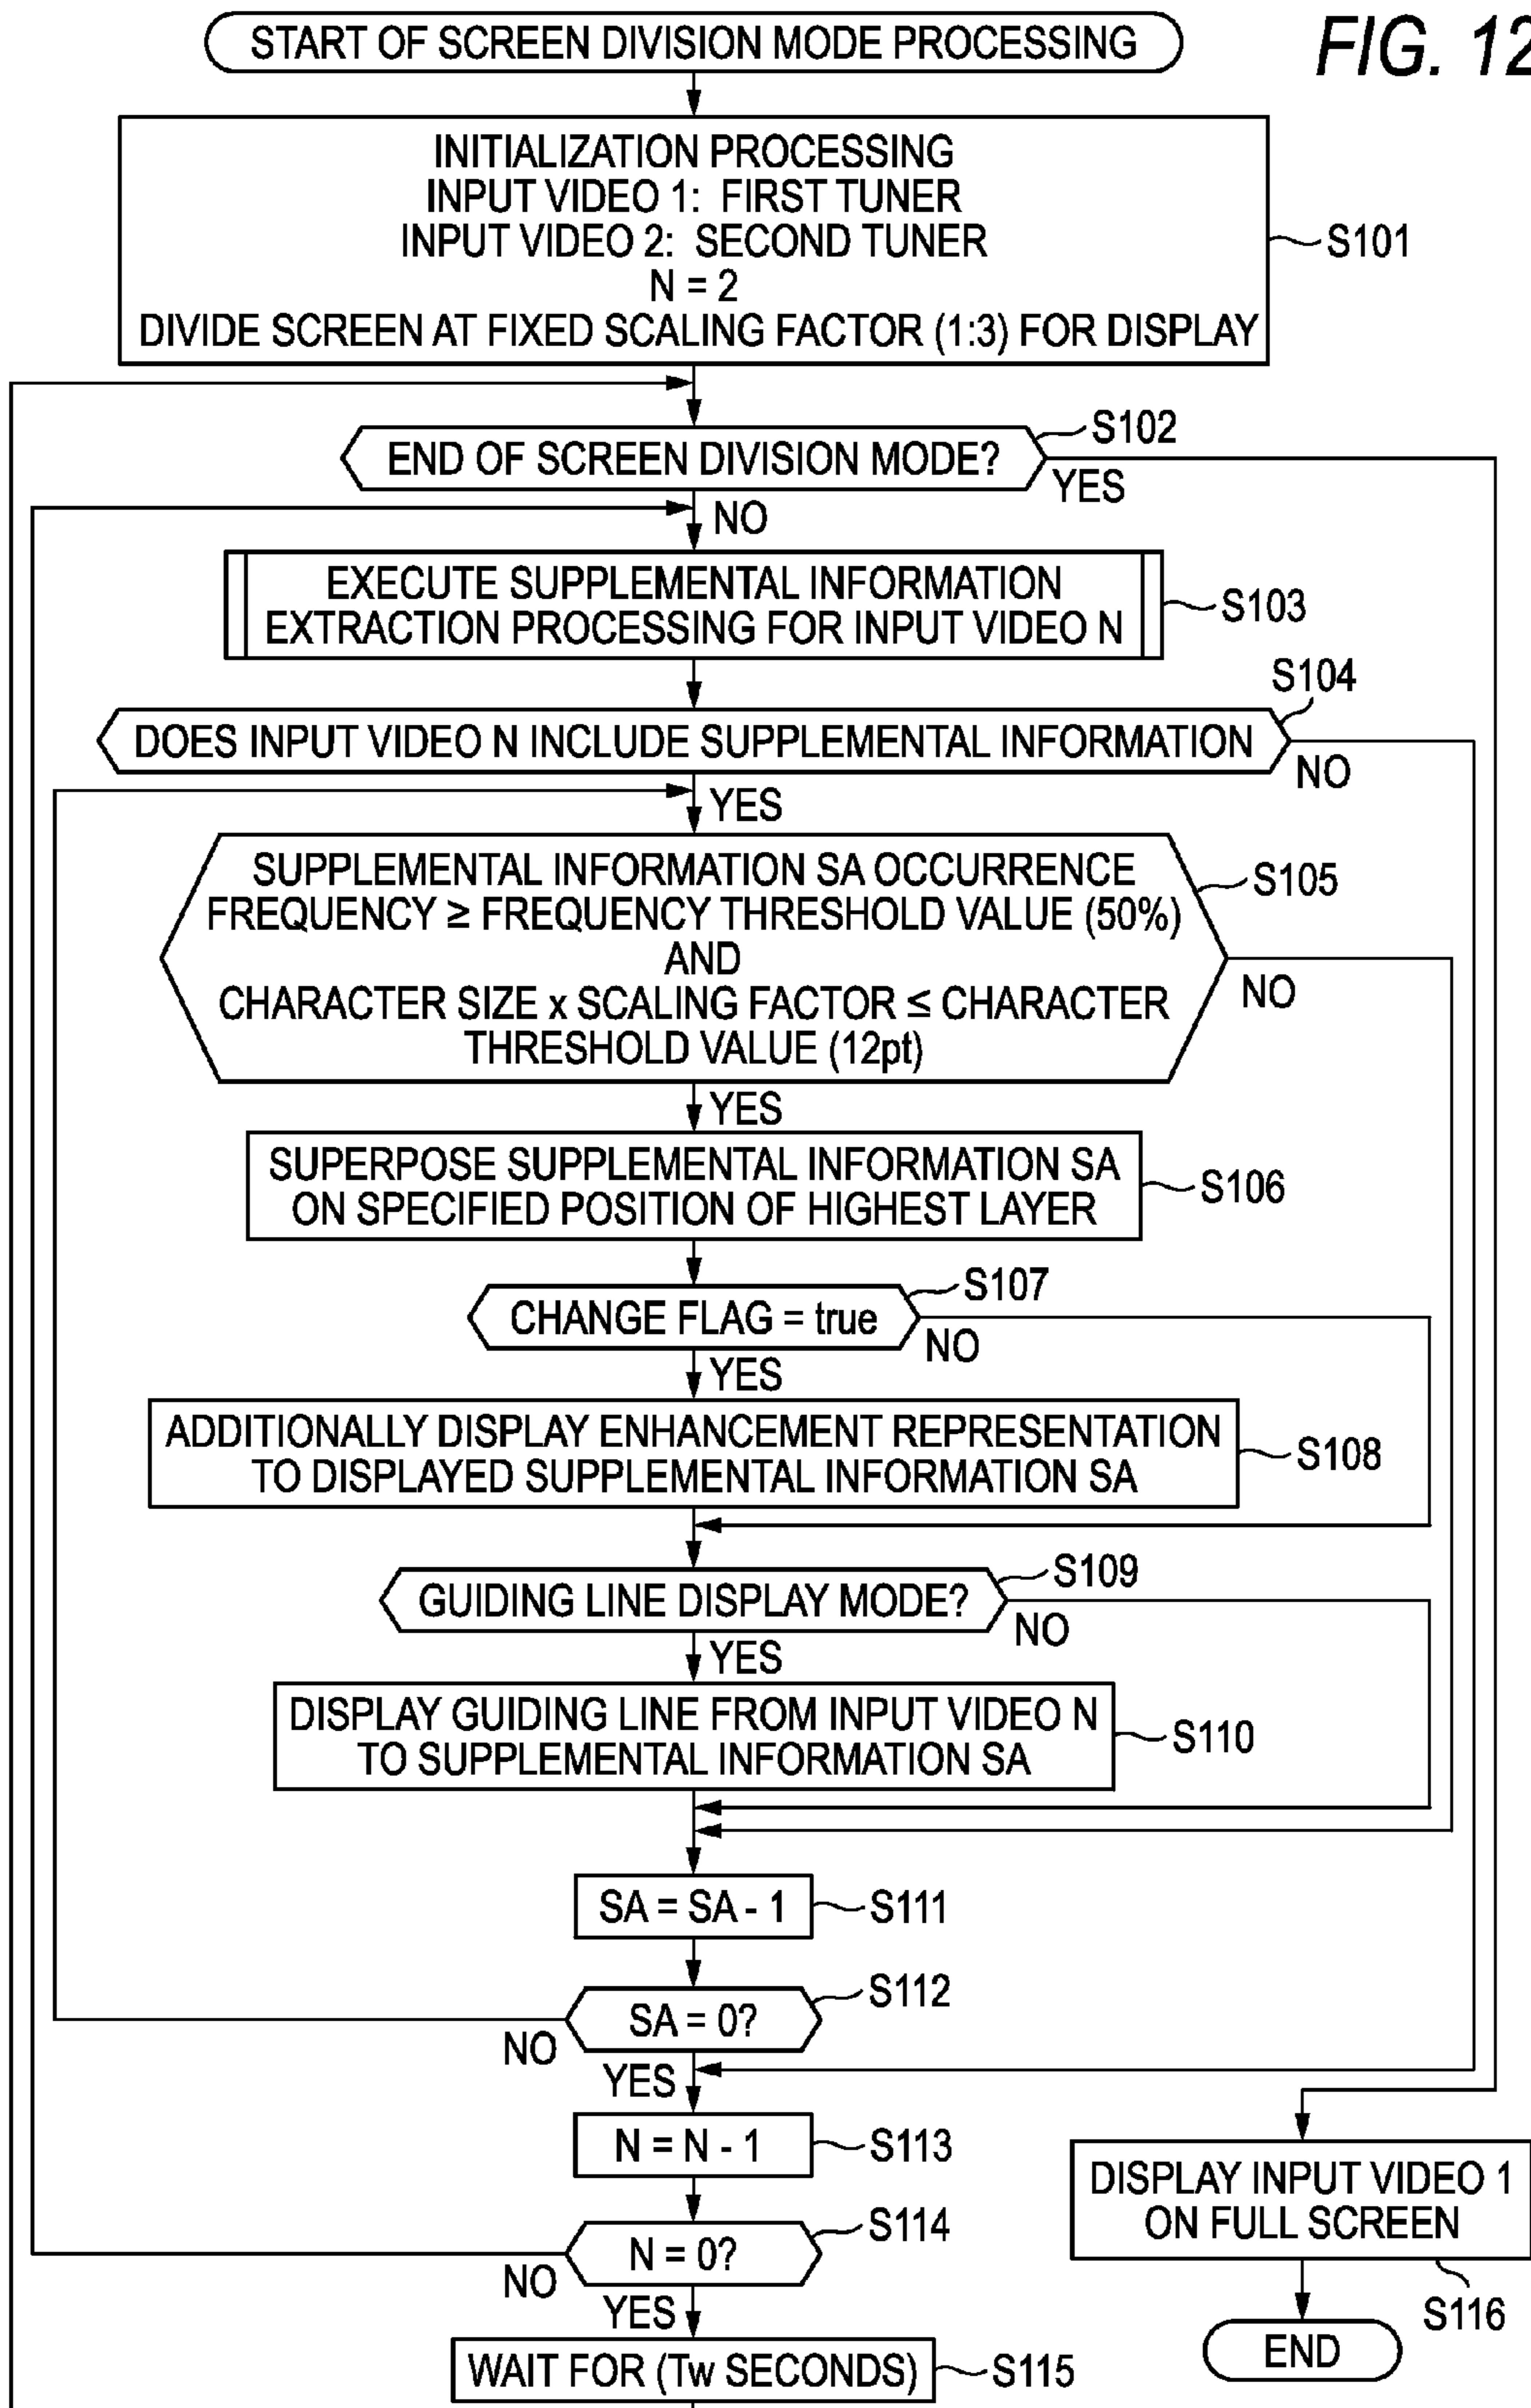 FIG. 12
START OF SCREEN DIVISION MODE PROCESSING
INITIALIZATION PROCESSING
INPUT VIDEO 1: FIRST TUNER
INPUT VIDEO 2: SECOND TUNER
N = 2
DIVIDE SCREEN AT FIXED SCALING FACTOR (1:3) FOR DISPLAY
S101
END OF SCREEN DIVISION MODE?
S102
YES
NO
EXECUTE SUPPLEMENTAL INFORMATION
EXTRACTION PROCESSING FOR INPUT VIDEO N
S103
S104
DOES INPUT VIDEO N INCLUDE SUPPLEMENTAL INFORMATION
NO
YES
SUPPLEMENTAL INFORMATION SA OCCURRENCE
FREQUENCY ≥ FREQUENCY THRESHOLD VALUE (50%)
AND
CHARACTER SIZE x SCALING FACTOR ≤ CHARACTER
THRESHOLD VALUE (12pt)
S105
NO
YES
SUPERPOSE SUPPLEMENTAL INFORMATION SA
ON SPECIFIED POSITION OF HIGHEST LAYER
S106
CHANGE FLAG = true
S107
NO
YES
ADDITIONALLY DISPLAY ENHANCEMENT REPRESENTATION
TO DISPLAYED SUPPLEMENTAL INFORMATION SA
S108
GUIDING LINE DISPLAY MODE?
S109
NO
YES
DISPLAY GUIDING LINE FROM INPUT VIDEO N
TO SUPPLEMENTAL INFORMATION SA
S110
SA = SA - 1
S111
SA = 0?
S112
NO
YES
N = N - 1
S113
N = 0?
S114
NO
YES
WAIT FOR (Tw SECONDS)
S115
DISPLAY INPUT VIDEO 1
ON FULL SCREEN
S116
END